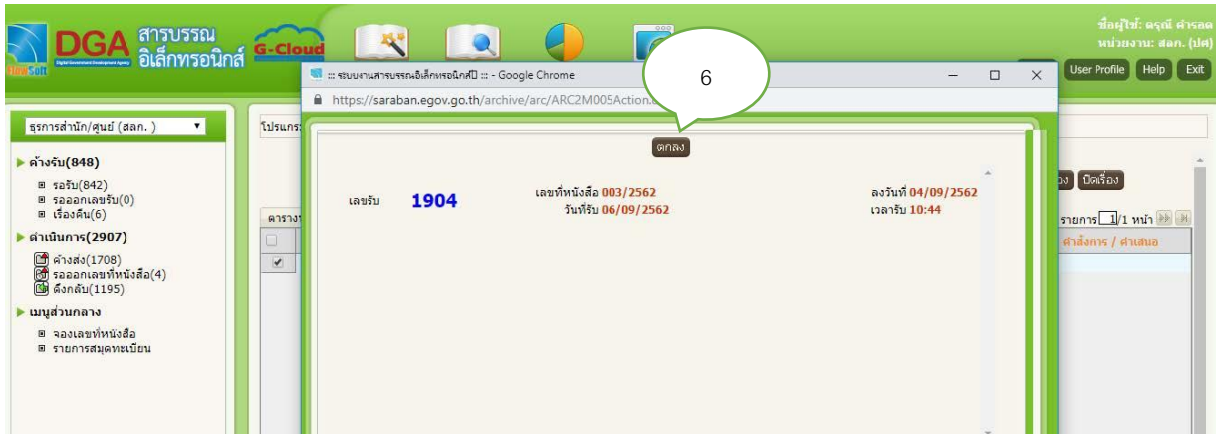 DGA
สารบรรณ
อิเล็กทรอนิกส์
G-Cloud
FlowSoft
ชื่อผู้ใช้: ดรุณี คำรอด
หน่วยงาน: สลก. (ปศ)
User Profile Help Exit
::: ระบบงานสารบรรณอิเล็กทรอนิกส์ ::: - Google Chrome
6
https://saraban.egov.go.th/archive/arc/ARC2M005Action.
ธุรการสำนัก/ศูนย์ (สลก. )
ค้างรับ(848)
รอรับ(842)
รอออกเลขรับ(0)
เรื่องคืน(6)
ดำเนินการ(2907)
ค้างส่ง(1708)
รอออกเลขที่หนังสือ(4)
ดึงกลับ(1195)
เมนูส่วนกลาง
จองเลขที่หนังสือ
รายการสมุดทะเบียน
โปรแกร
ตาราง
ตกลง
เลขรับ 1904
เลขที่หนังสือ 003/2562
ลงวันที่ 04/09/2562
วันที่รับ 06/09/2562
เวลารับ 10:44
ปิดเรื่อง
รายการ 1/1 หน้า
คำสั่งการ / คำเสนอ